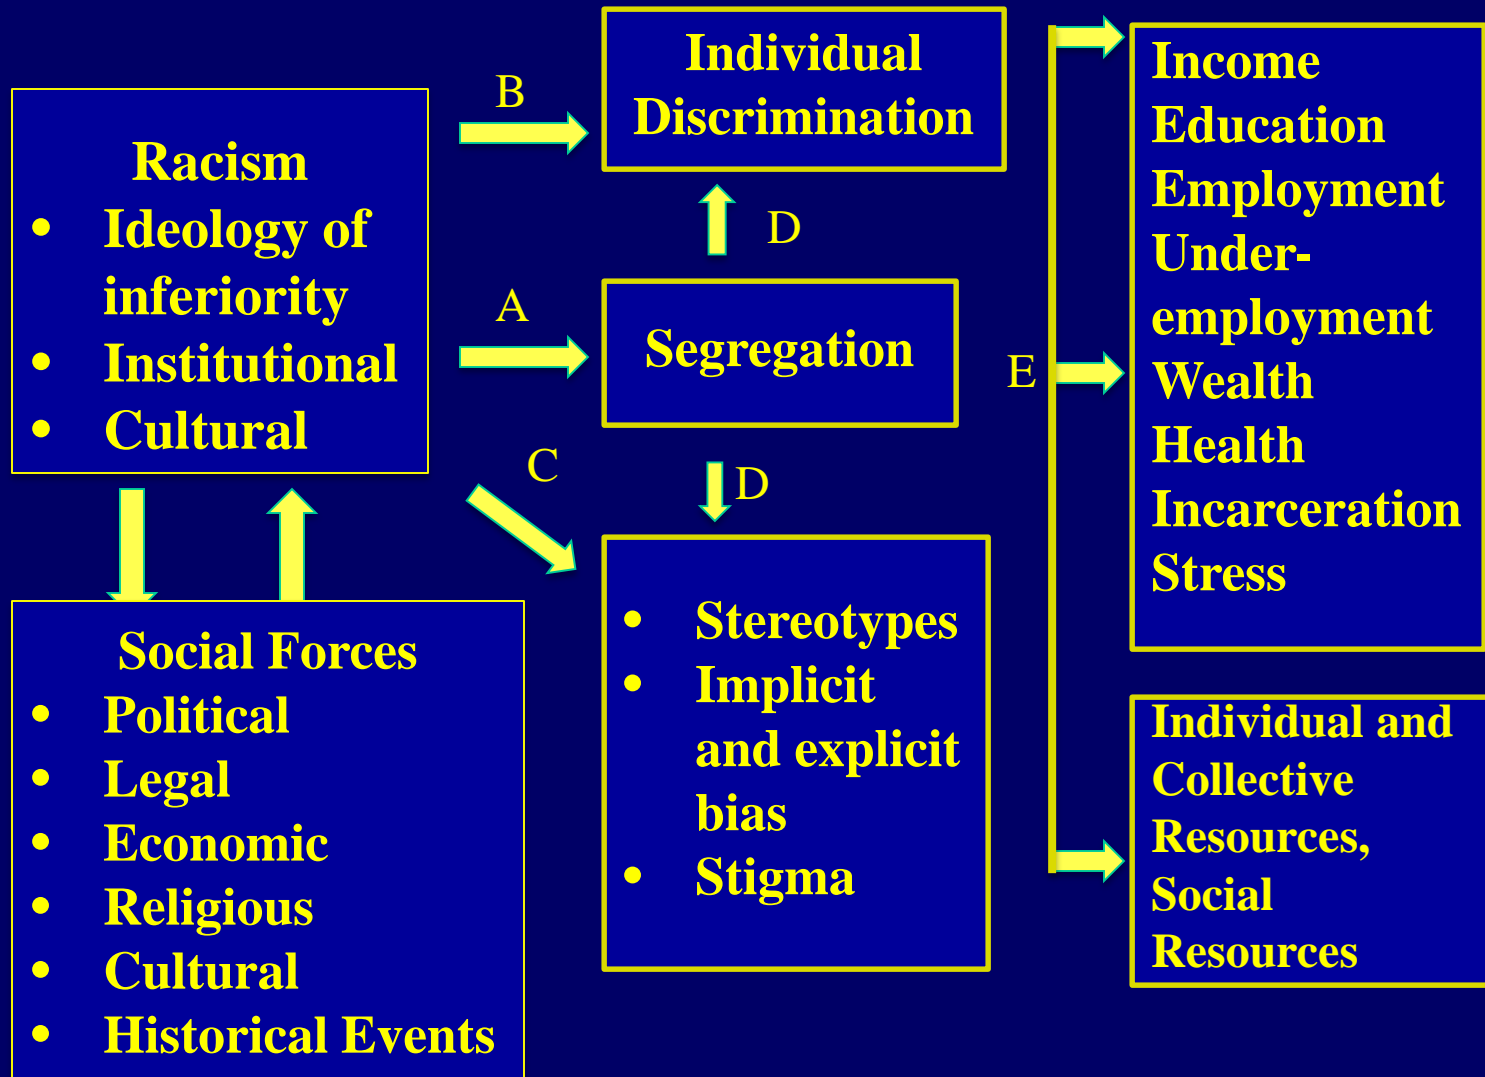 Racism
• Ideology of
inferiority
• Institutional
• Cultural
Social Forces
• Political
• Legal
• Economic
• Religious
• Cultural
• Historical Events
B
A
C
Individual
Discrimination
D
Segregation
D
• Stereotypes
• Implicit
and explicit
bias
• Stigma
E
Income
Education
Employment
Under-
employment
Wealth
Health
Incarceration
Stress
Individual and
Collective
Resources,
Social
Resources